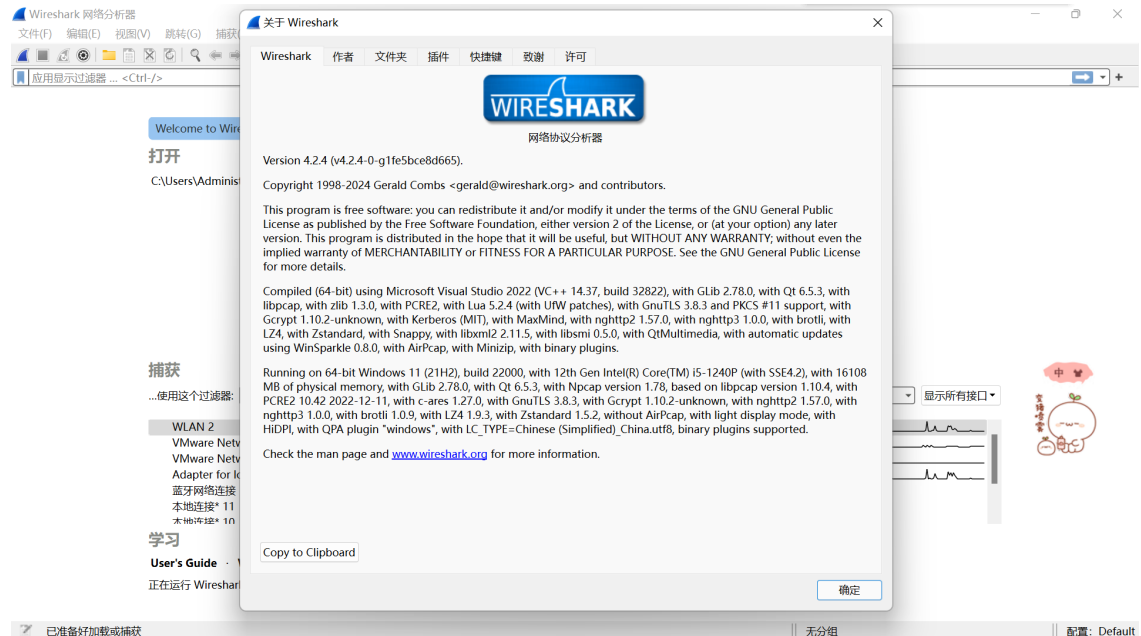 Wireshark 网络分析器
文件(F) 编辑(E) 视图(V) 跳转(G) 捕获(
应用显示过滤器 … <Ctrl-/>
Welcome to Wire
打开
C:\Users\Adminis
捕获
…使用这个过滤器:
显示所有接口
WLAN 2
VMware Netw
VMware Netw
Adapter for lo
蓝牙网络连接
本地连接* 11
本地连接* 10
学习
User's Guide ·
正在运行 Wireshar
已准备好加载或捕获
无分组
配置: Default
关于 Wireshark
Wireshark 作者 文件夹 插件 快捷键 致谢 许可
WIRESHARK
网络协议分析器
Version 4.2.4 (v4.2.4-0-g1fe5bce8d665).
Copyright 1998-2024 Gerald Combs <gerald@wireshark.org> and contributors.
This program is free software: you can redistribute it and/or modify it under the terms of the GNU General Public
License as published by the Free Software Foundation, either version 2 of the License, or (at your option) any later
version. This program is distributed in the hope that it will be useful, but WITHOUT ANY WARRANTY; without even the
implied warranty of MERCHANTABILITY or FITNESS FOR A PARTICULAR PURPOSE. See the GNU General Public License
for more details.
Compiled (64-bit) using Microsoft Visual Studio 2022 (VC++ 14.37, build 32822), with GLib 2.78.0, with Qt 6.5.3, with
libpcap, with zlib 1.3.0, with PCRE2, with Lua 5.2.4 (with UfW patches), with GnuTLS 3.8.3 and PKCS #11 support, with
Gcrypt 1.10.2-unknown, with Kerberos (MIT), with MaxMind, with nghttp2 1.57.0, with nghttp3 1.0.0, with brotli, with
LZ4, with Zstandard, with Snappy, with libxml2 2.11.5, with libsmi 0.5.0, with QtMultimedia, with automatic updates
using WinSparkle 0.8.0, with AirPcap, with Minizip, with binary plugins.
Running on 64-bit Windows 11 (21H2), build 22000, with 12th Gen Intel(R) Core(TM) i5-1240P (with SSE4.2), with 16108
MB of physical memory, with GLib 2.78.0, with Qt 6.5.3, with Npcap version 1.78, based on libpcap version 1.10.4, with
PCRE2 10.42 2022-12-11, with c-ares 1.27.0, with GnuTLS 3.8.3, with Gcrypt 1.10.2-unknown, with nghttp2 1.57.0, with
nghttp3 1.0.0, with brotli 1.0.9, with LZ4 1.9.3, with Zstandard 1.5.2, without AirPcap, with light display mode, with
HiDPI, with QPA plugin "windows", with LC_TYPE=Chinese (Simplified)_China.utf8, binary plugins supported.
Check the man page and www.wireshark.org for more information.
Copy to Clipboard
确定
中